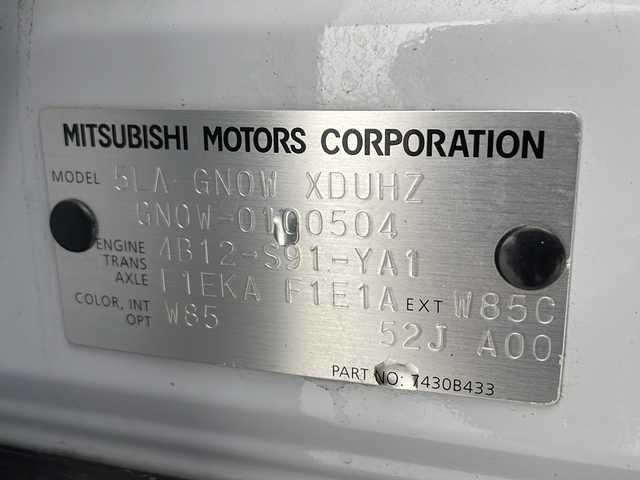 MITSUBISHI MOTORS CORPORATION
MODEL 5LA-GN0W XDUHZ
GN0W-0100504
ENGINE 4B12-S91-YA1
TRANS AXLE F1EKA F1E1A EXT W85C
COLOR, INT OPT W85 52J A00
PART NO: 7430B433